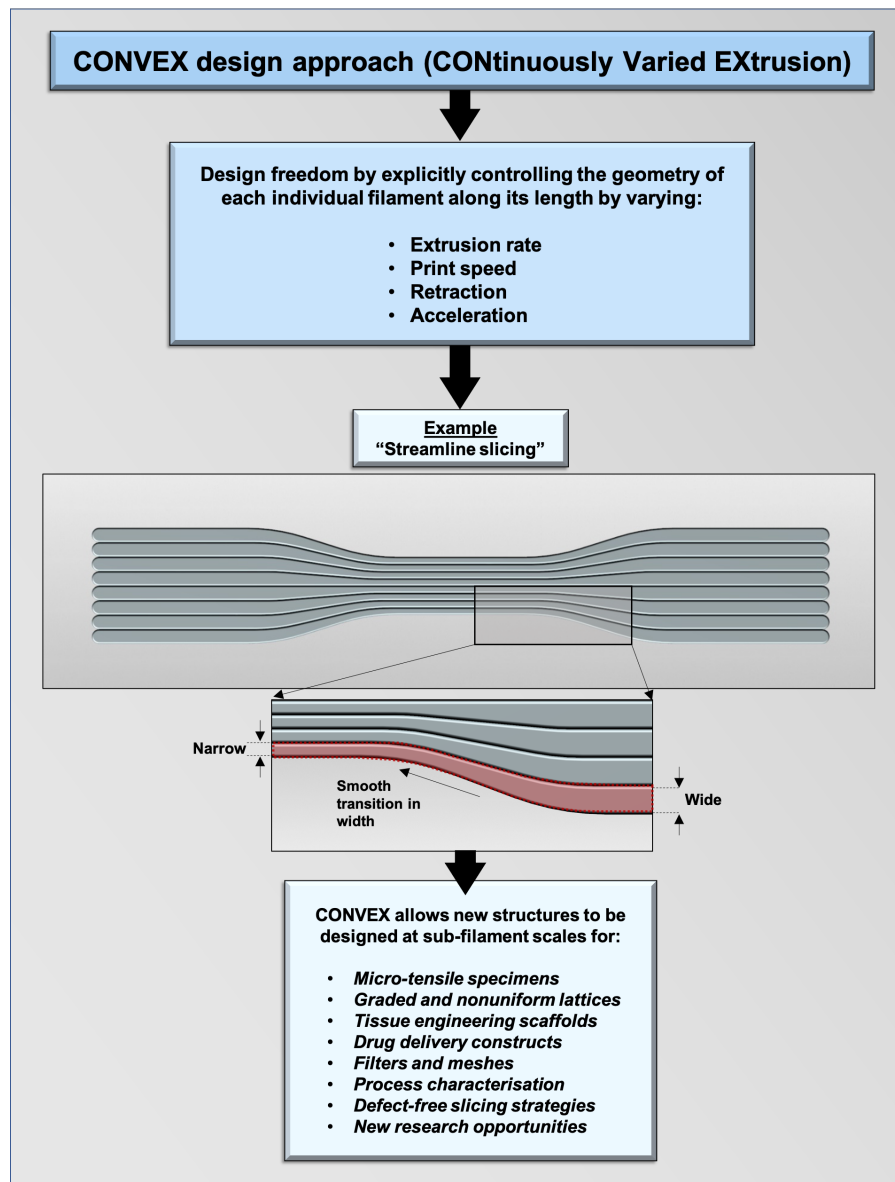 CONVEX design approach (CONtinuously Varied EXtrusion)
Design freedom by explicitly controlling the geometry of
each individual filament along its length by varying:
• Extrusion rate
• Print speed
• Retraction
• Acceleration
Example
“Streamline slicing”
Narrow
Smooth
transition in
width
Wide
CONVEX allows new structures to be
designed at sub-filament scales for:
• Micro-tensile specimens
• Graded and nonuniform lattices
• Tissue engineering scaffolds
• Drug delivery constructs
• Filters and meshes
• Process characterisation
• Defect-free slicing strategies
• New research opportunities